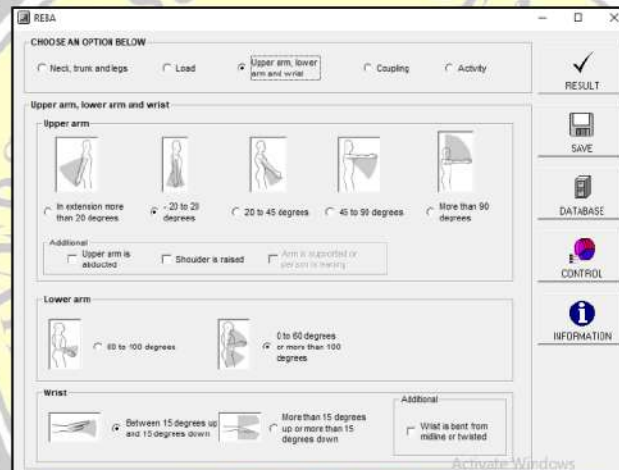 REBA
CHOOSE AN OPTION BELOW
Neck, trunk and legs
Load
Upper arm, lower
arm and wrist
Coupling
Activity
RESULT
SAVE
DATABASE
CONTROL
INFORMATION
Upper arm, lower arm and wrist
Upper arm
In extension more
than 20 degrees
- 20 to 20
degrees
20 to 45 degrees
45 to 90 degrees
More than 90
degrees
Additional
Upper arm is
abducted
Shoulder is raised
Arm is supported or
person is leaning
Lower arm
60 to 100 degrees
0 to 60 degrees
or more than 100
degrees
Wrist
Between 15 degrees up
and 15 degrees down
More than 15 degrees
up or more than 15
degrees down
Additional
Wrist is bent from
midline or twisted
Activate Windows